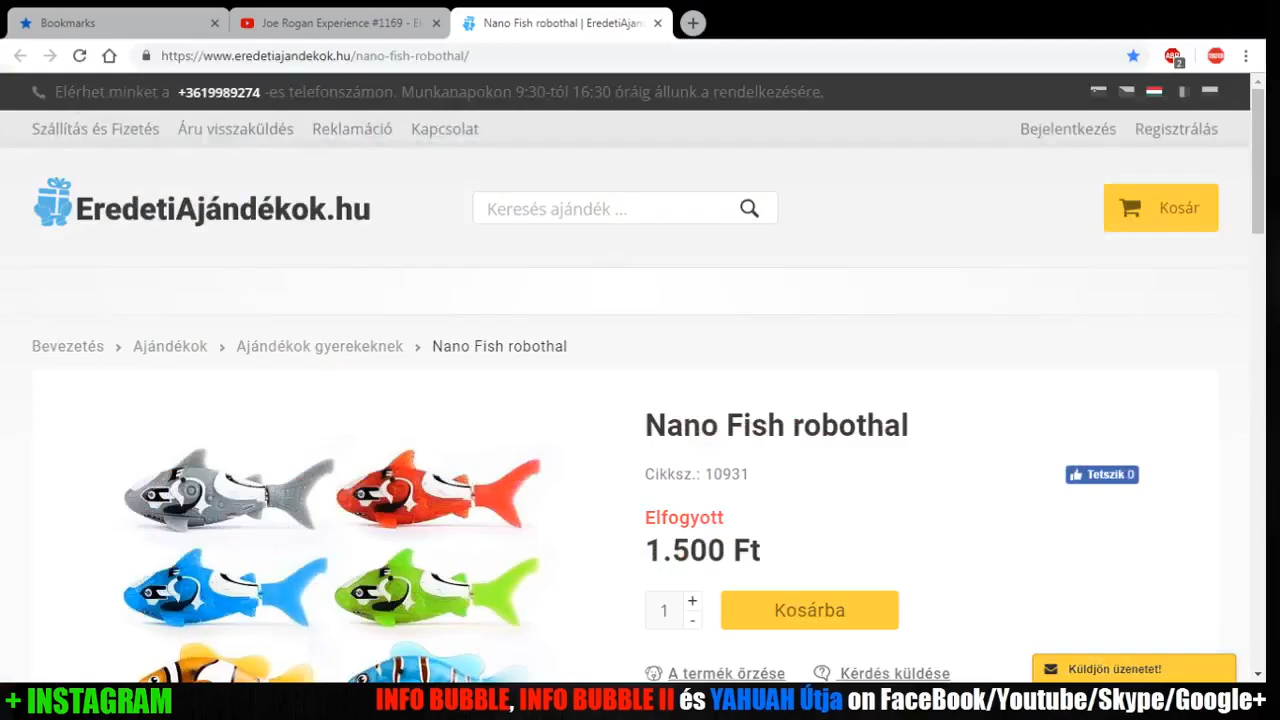 Bookmarks
Joe Rogan Experience #1169 - El
Nano Fish robothal | EredetiAján
https://www.eredetiajandekok.hu/nano-fish-robothal/
ABP
2
Elérhet minket a +3619989274 -es telefonszámon. Munkanapokon 9:30-tól 16:30 óráig állunk a rendelkezésére.
Szállítás és Fizetés Áru visszaküldés Reklamáció Kapcsolat
Bejelentkezés Regisztrálás
EredetiAjándékok.hu
Keresés ajándék ...
Kosár
Bevezetés > Ajándékok > Ajándékok gyerekeknek > Nano Fish robothal
Nano Fish robothal
Cikksz.: 10931
Tetszik 0
Elfogyott
1.500 Ft
1 + -
Kosárba
A termék őrzése
Kérdés küldése
Küldjön üzenetet!
+ INSTAGRAM
INFO BUBBLE, INFO BUBBLE II és YAHUAH Útja on FaceBook/Youtube/Skype/Google+